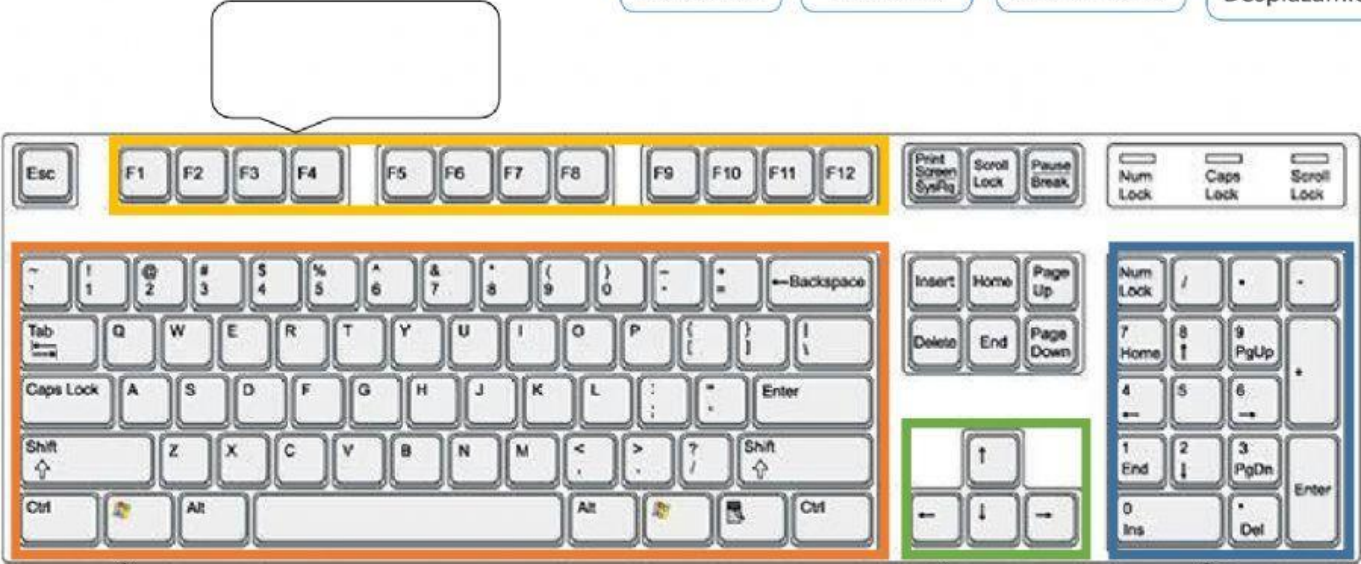 Esc F1 F2 F3 F4 F5 F6 F7 F8 F9 F10 F11 F12
Print Screen SysRq
Scroll Lock
Pause Break
Num Lock
Caps Lock
Scroll Lock
~ ! @ # $ % ^ & * ( ) - + ←Backspace
` 1 2 3 4 5 6 7 8 9 0 - =
Insert Home Page Up
Num Lock / • -
Tab Q W E R T Y U I O P { } |
[ ] \
Delete End Page Down
7 Home 8 ↑ 9 PgUp +
Caps Lock A S D F G H J K L : " Enter
; '
4 ← 5 6 →
Shift Z X C V B N M < > ? Shift
, . /
↑
1 End 2 ↓ 3 PgDn Enter
Ctrl Alt Alt Ctrl
← ↓ →
0 Ins • Del